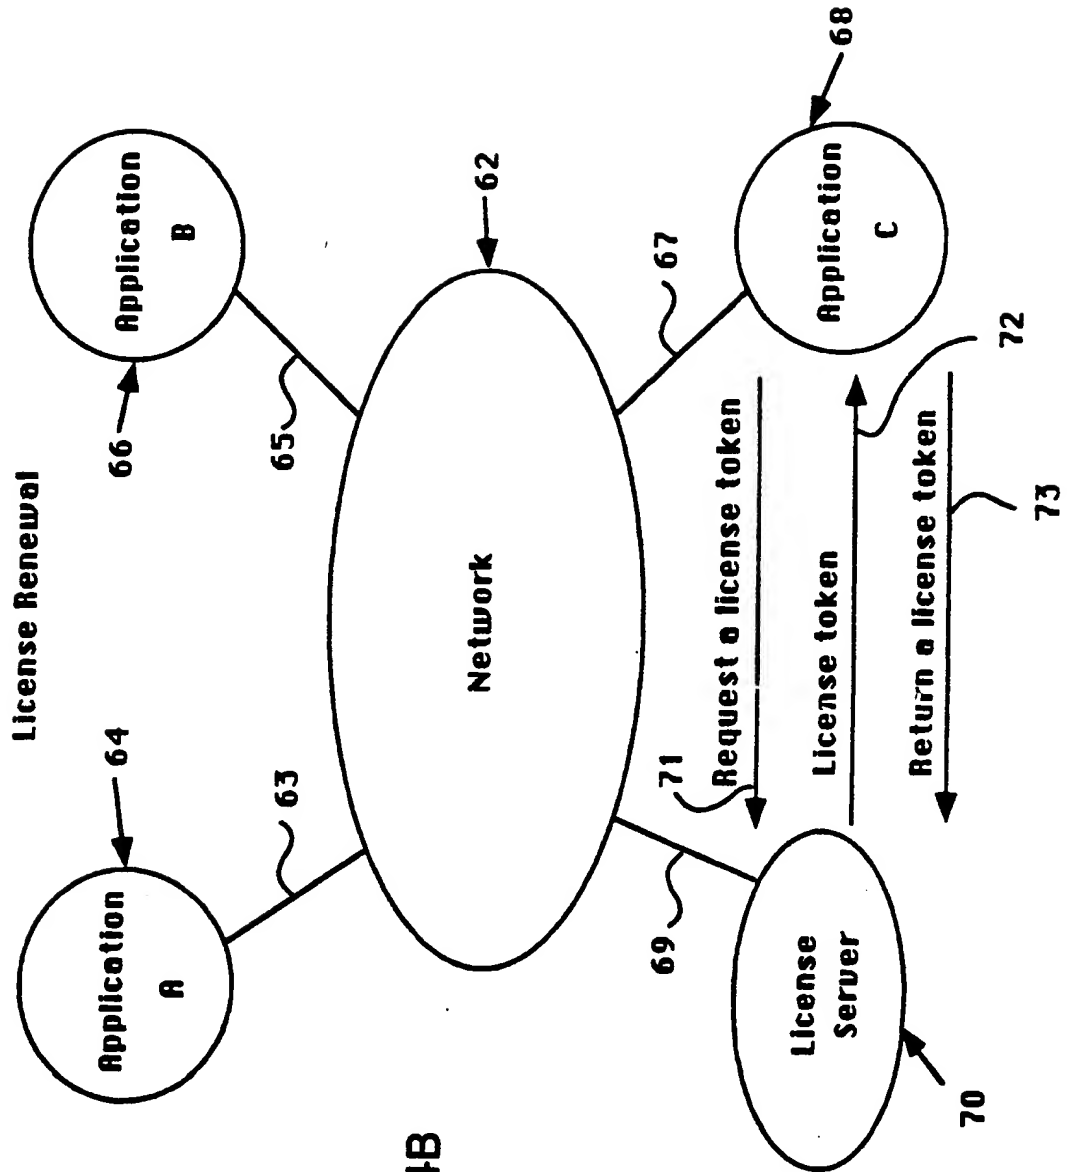 License Renewal
Application
A
64
66
Application
B
63
65
4B
Network
62
69
71
67
Request a license token
License
Server
License token
Application
C
68
Return a license token
70
72
73